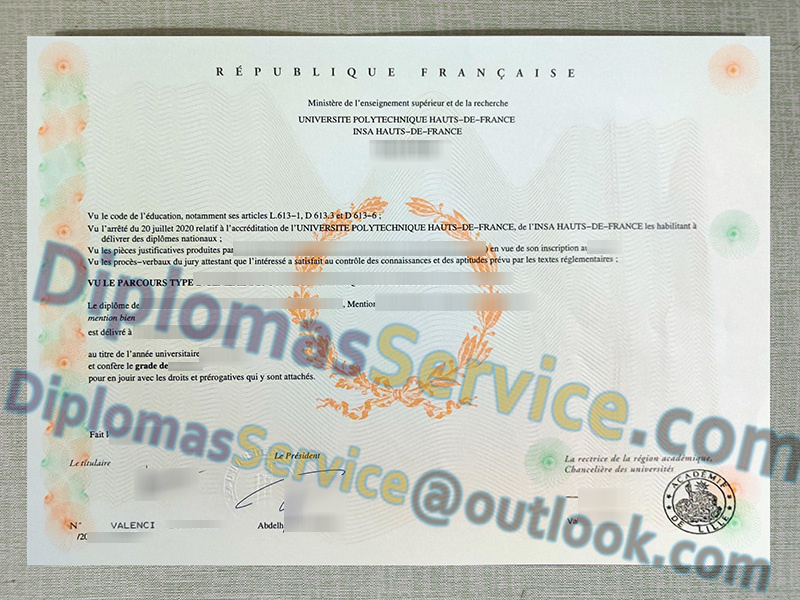 RÉPUBLIQUE FRANÇAISE
Ministère de l'enseignement supérieur et de la recherche
UNIVERSITE POLYTECHNIQUE HAUTS-DE-FRANCE
INSA HAUTS-DE-FRANCE
Vu le code de l'éducation, notamment ses articles L.613-1, D 613.3 et D 613-6 ;
Vu l'arrêté du 20 juillet 2020 relatif à l'accréditation de l'UNIVERSITE POLYTECHNIQUE HAUTS-DE-FRANCE, de l'INSA HAUTS-DE-FRANCE les habilitant à
délivrer des diplômes nationaux ;
Vu les pièces justificatives produites par ) en vue de son inscription au
Vu les procès-verbaux du jury attestant que l'intéressé a satisfait au contrôle des connaissances et des aptitudes prévu par les textes réglementaires ;
VU LE PARCOURS TYPE
Le diplôme de , Mention
mention bien
est délivré à
au titre de l'année universitaire
et confère le grade de
pour en jouir avec les droits et prérogatives qui y sont attachés.
Fait
Le titulaire
Le Président
La rectrice de la région académique,
Chancelière des universités
N° VALENCI
/20
Abdelh
Va
ACADÉMIE DE LILLE
DiplomasService.com
DiplomasService@outlook.com